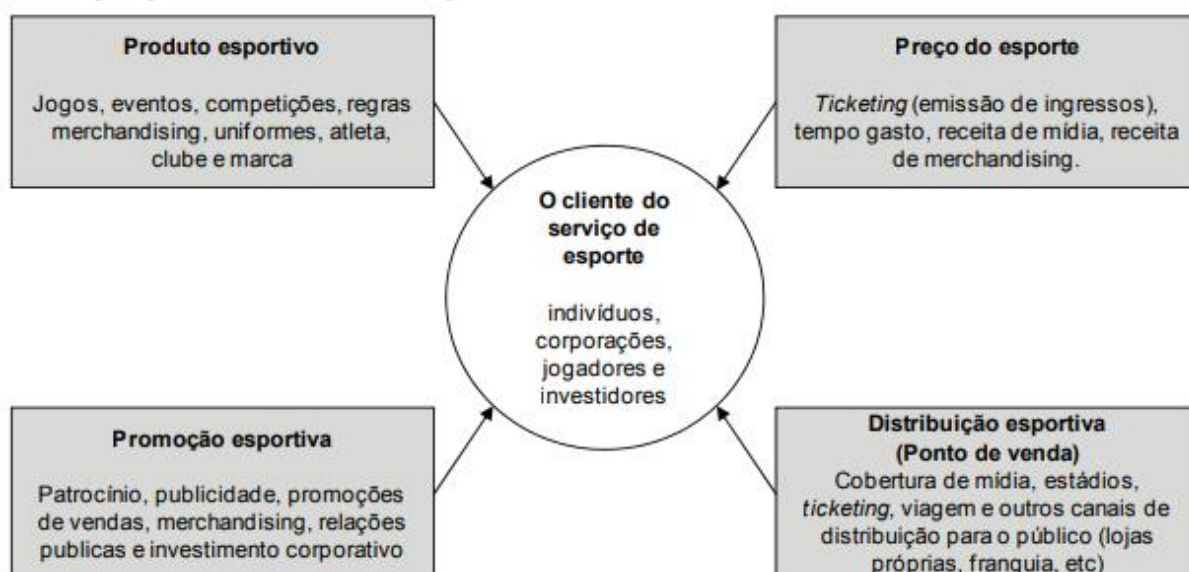 Produto esportivo
Jogos, eventos, competições, regras
merchandising, uniformes, atleta,
clube e marca
Preço do esporte
Ticketing (emissão de ingressos),
tempo gasto, receita de mídia, receita
de merchandising.
O cliente do
serviço de
esporte
indivíduos,
corporações,
jogadores e
investidores
Promoção esportiva
Patrocínio, publicidade, promoções
de vendas, merchandising, relações
publicas e investimento corporativo
Distribuição esportiva
(Ponto de venda)
Cobertura de mídia, estádios,
ticketing, viagem e outros canais de
distribuição para o público (lojas
próprias, franquia, etc)